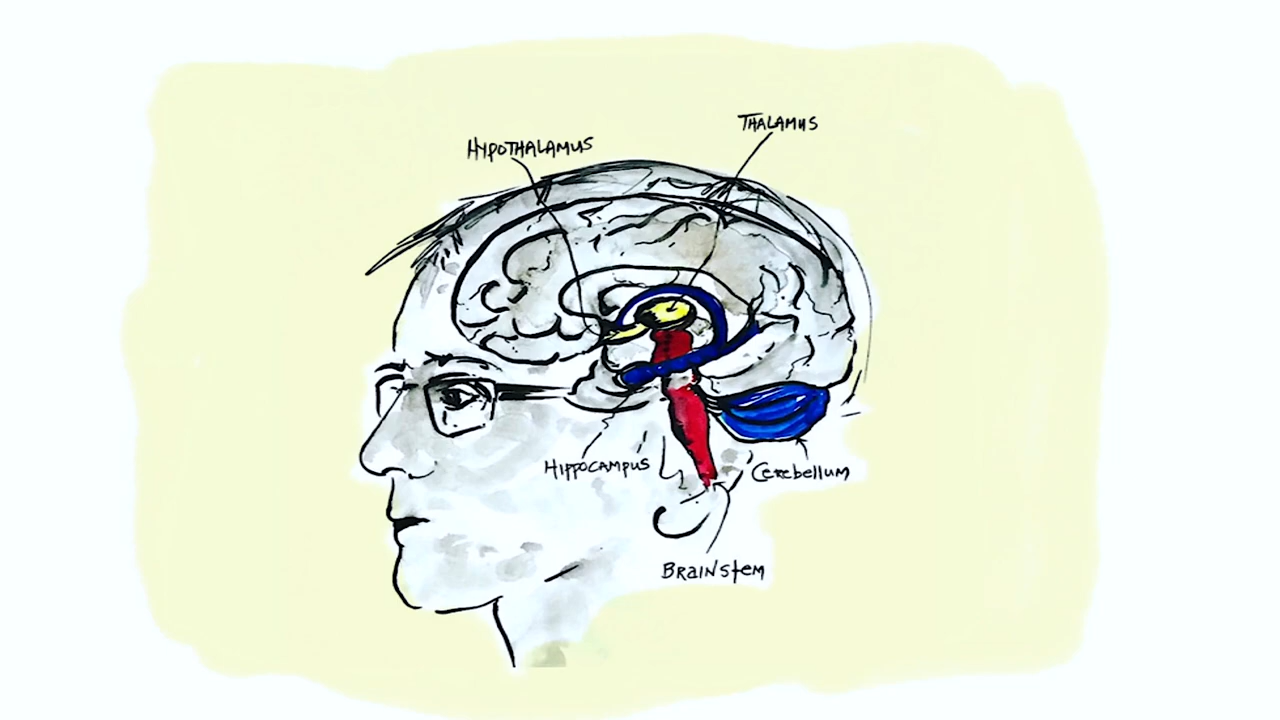 THALAMUS
HYPOTHALAMUS
HIPPOCAMPUS
CEREBELLUM
BRAINSTEM